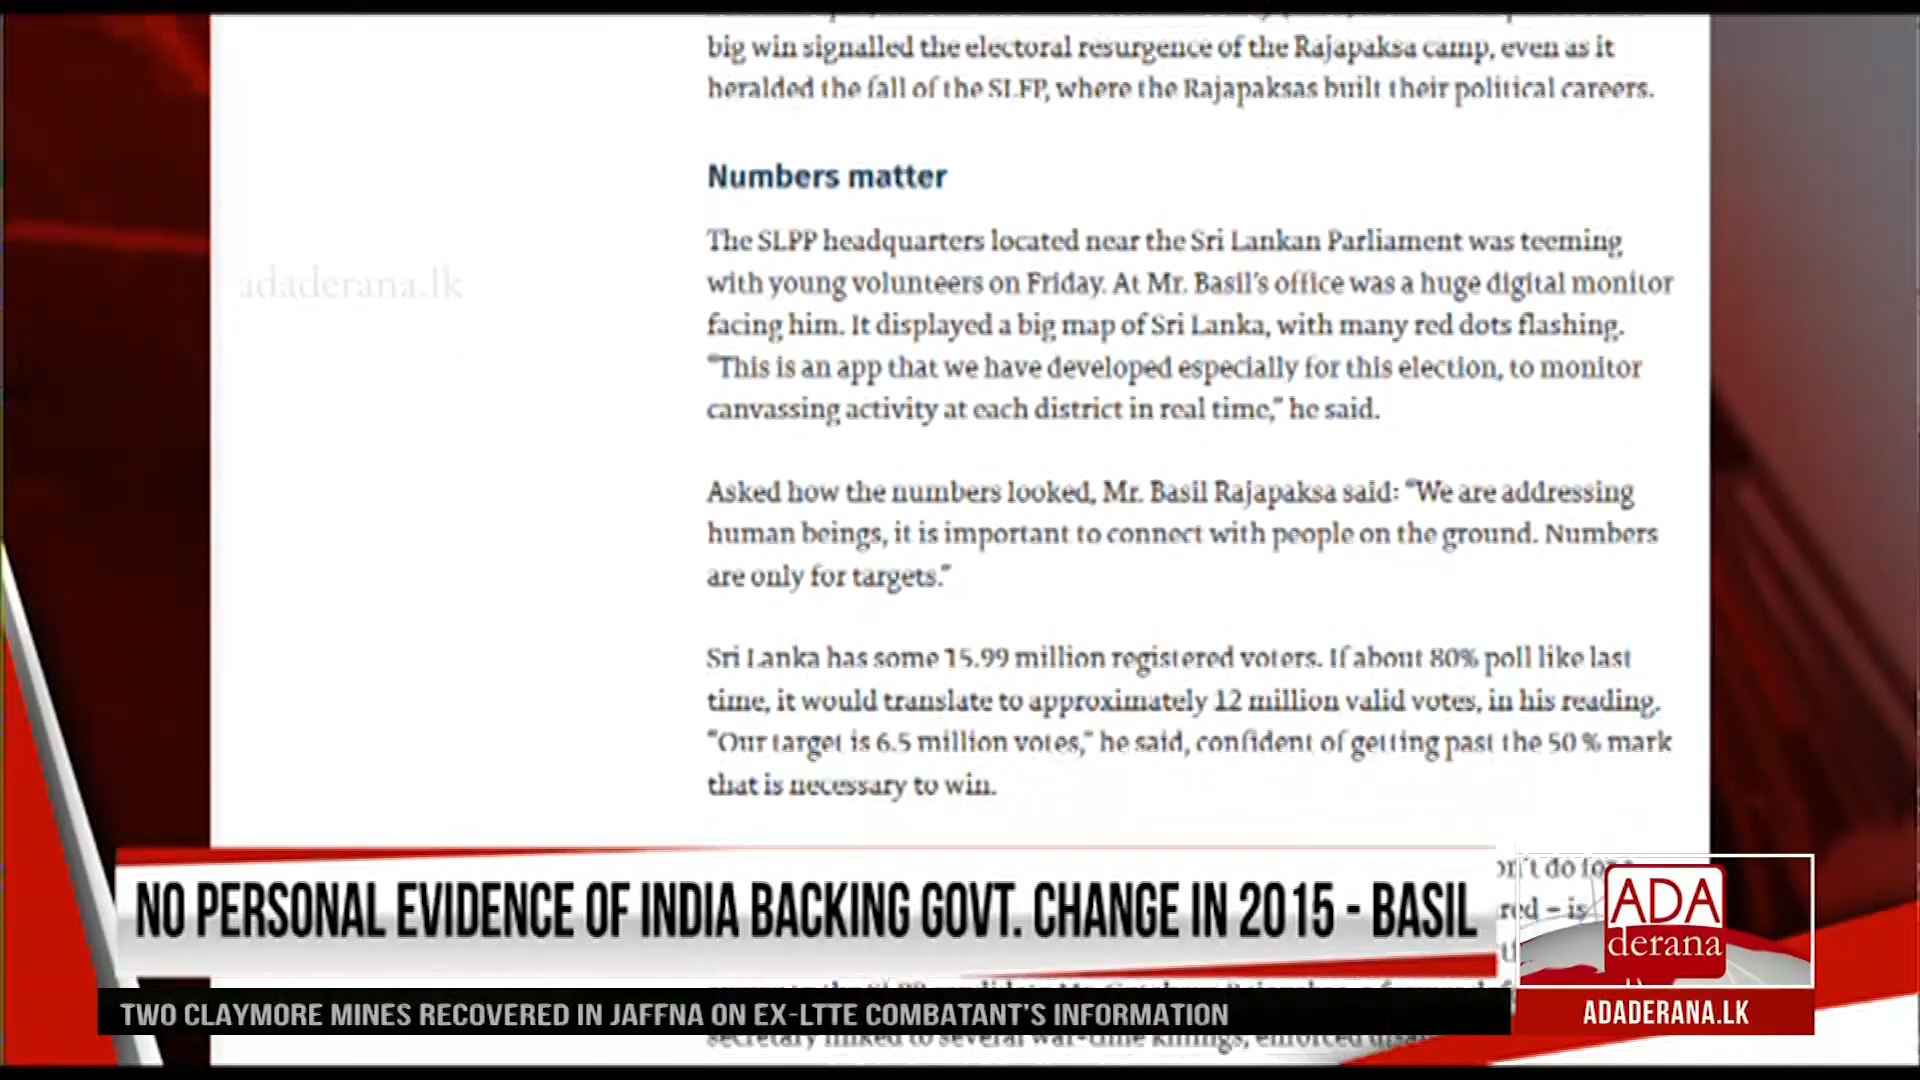 big win signalled the electoral resurgence of the Rajapaksa camp, even as it
heralded the fall of the SLFP, where the Rajapaksas built their political careers.
Numbers matter
The SLPP headquarters located near the Sri Lankan Parliament was teeming
with young volunteers on Friday. At Mr. Basil's office was a huge digital monitor
facing him. It displayed a big map of Sri Lanka, with many red dots flashing.
"This is an app that we have developed especially for this election, to monitor
canvassing activity at each district in real time," he said.
Asked how the numbers looked, Mr. Basil Rajapaksa said: "We are addressing
human beings, it is important to connect with people on the ground. Numbers
are only for targets."
Sri Lanka has some 15.99 million registered voters. If about 80% poll like last
time, it would translate to approximately 12 million valid votes, in his reading.
"Our target is 6.5 million votes," he said, confident of getting past the 50 % mark
that is necessary to win.
adaderana.lk
NO PERSONAL EVIDENCE OF INDIA BACKING GOVT. CHANGE IN 2015 - BASIL
ADA
derana
TWO CLAYMORE MINES RECOVERED IN JAFFNA ON EX-LTTE COMBATANT'S INFORMATION
ADADERANA.LK
secretary linked to several war-time killings, enforced